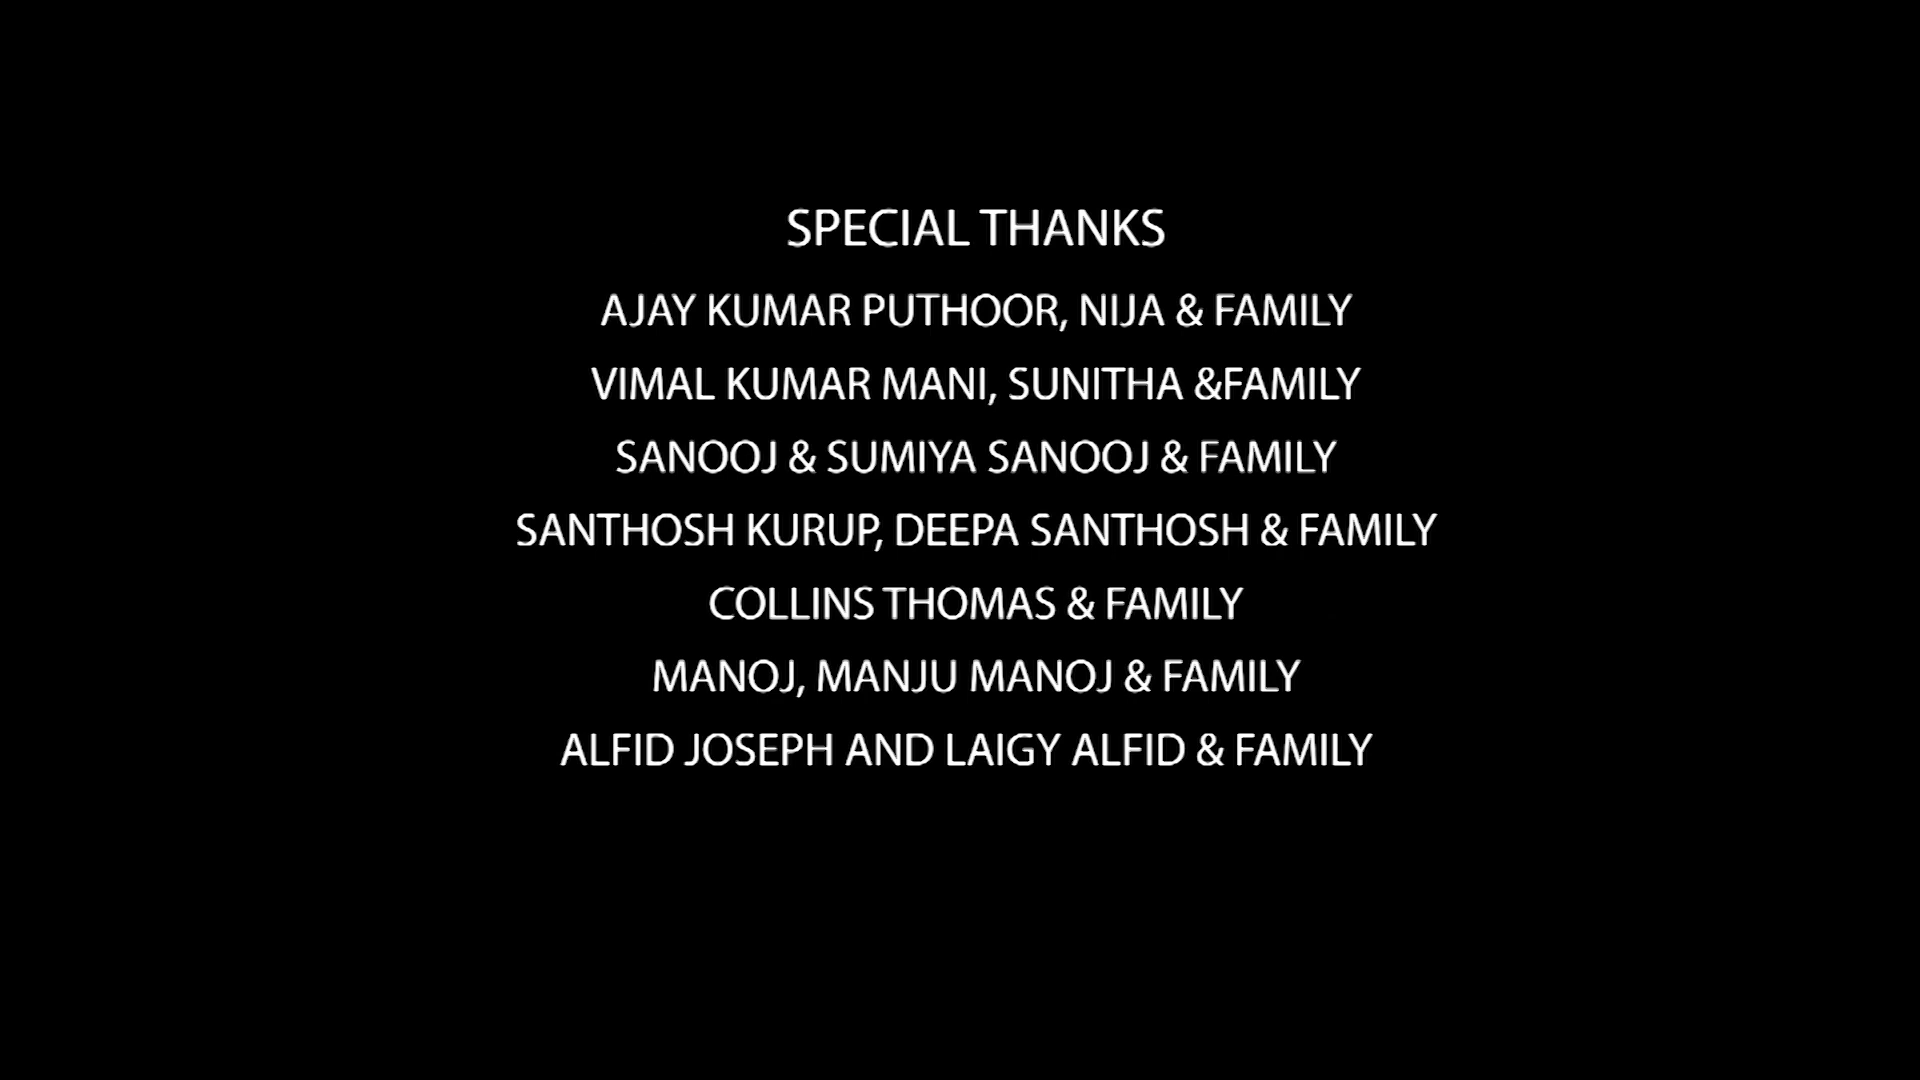 SPECIAL THANKS
AJAY KUMAR PUTHOOR, NIJA & FAMILY
VIMAL KUMAR MANI, SUNITHA &FAMILY
SANOOJ & SUMIYA SANOOJ & FAMILY
SANTHOSH KURUP, DEEPA SANTHOSH & FAMILY
COLLINS THOMAS & FAMILY
MANOJ, MANJU MANOJ & FAMILY
ALFID JOSEPH AND LAIGY ALFID & FAMILY